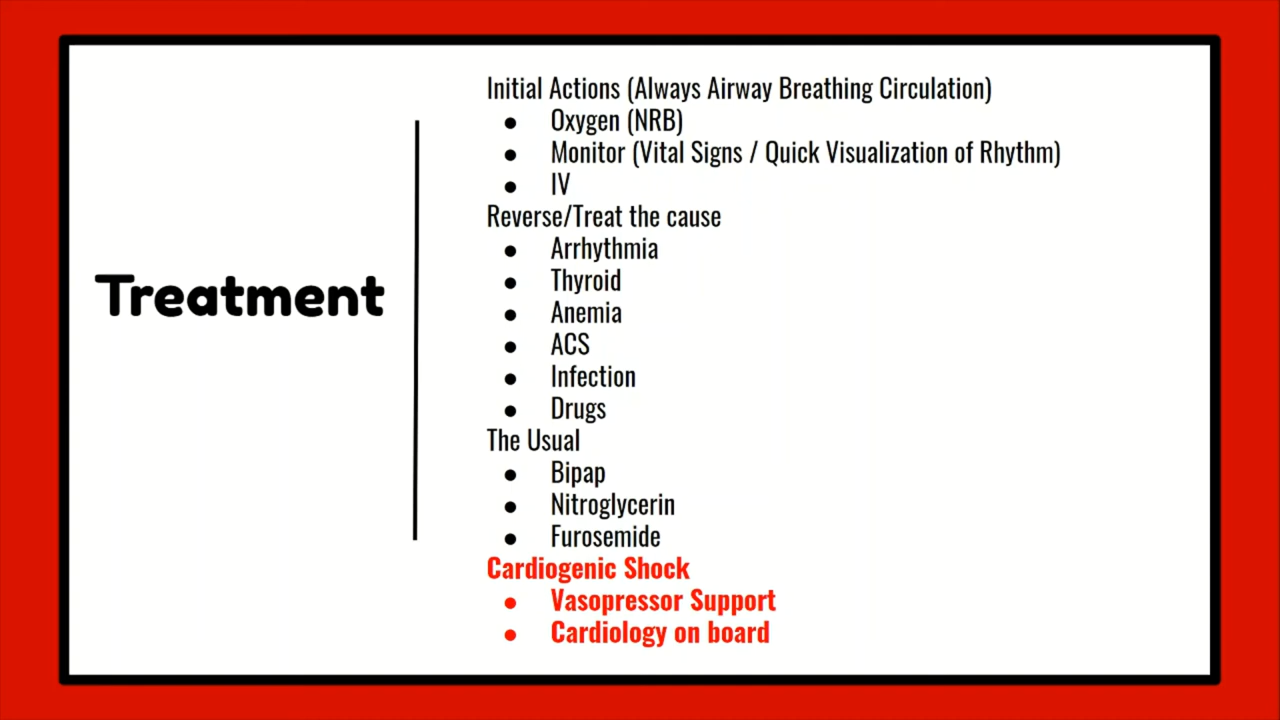 Treatment
Initial Actions (Always Airway Breathing Circulation)
● Oxygen (NRB)
● Monitor (Vital Signs / Quick Visualization of Rhythm)
● IV
Reverse/Treat the cause
● Arrhythmia
● Thyroid
● Anemia
● ACS
● Infection
● Drugs
The Usual
● Bipap
● Nitroglycerin
● Furosemide
Cardiogenic Shock
● Vasopressor Support
● Cardiology on board